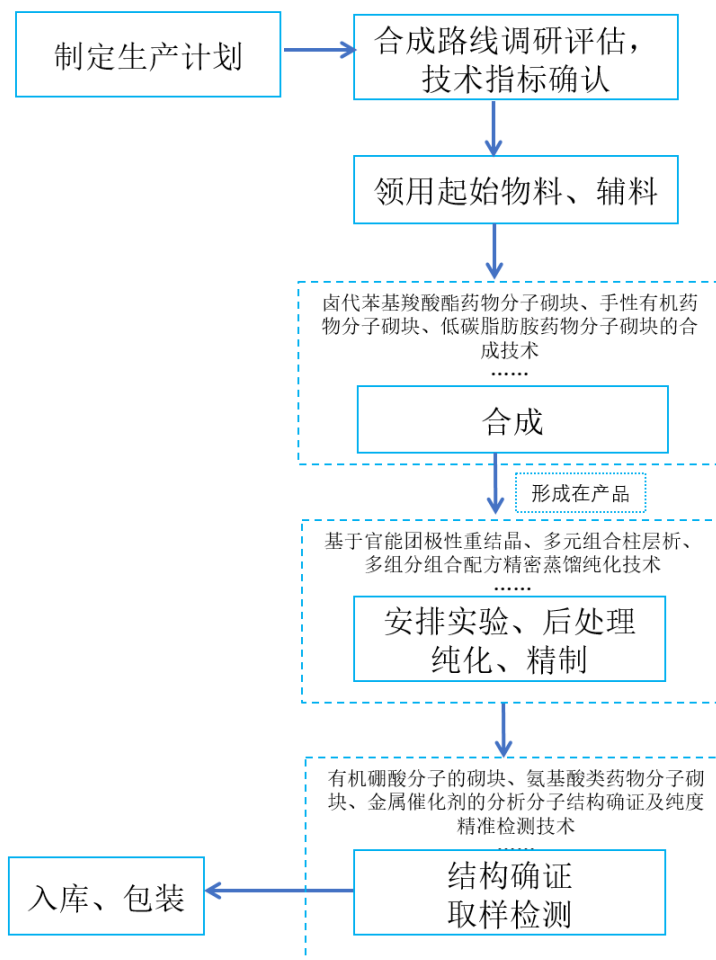 制定生产计划
合成路线调研评估，
技术指标确认
领用起始物料、辅料
卤代苯基羧酸酯药物分子砌块、手性有机药
物分子砌块、低碳脂肪胺药物分子砌块的合
成技术
……
合成
形成在产品
基于官能团极性重结晶、多元组合柱层析、
多组分组合配方精密蒸馏纯化技术
……
安排实验、后处理
纯化、精制
有机硼酸分子的砌块、氨基酸类药物分子砌
块、金属催化剂的分析分子结构确证及纯度
精准检测技术
……
结构确证
取样检测
入库、包装